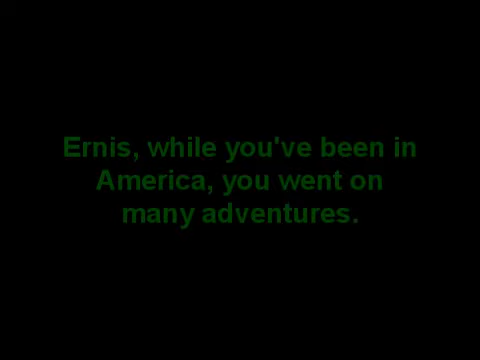 Ernis, while you've been in
America, you went on
many adventures.